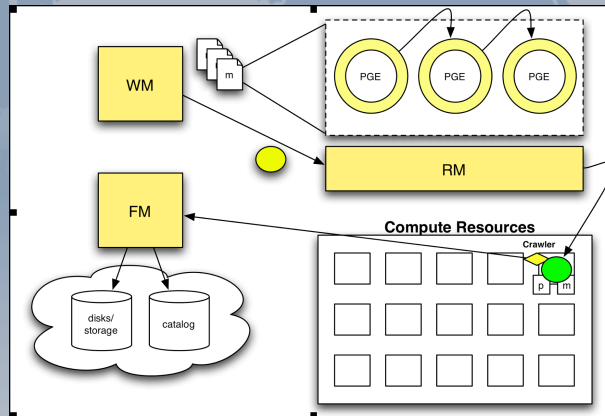 WM
m
PGE
PGE
PGE
RM
FM
Compute Resources
Crawler
p
m
disks/
storage
catalog